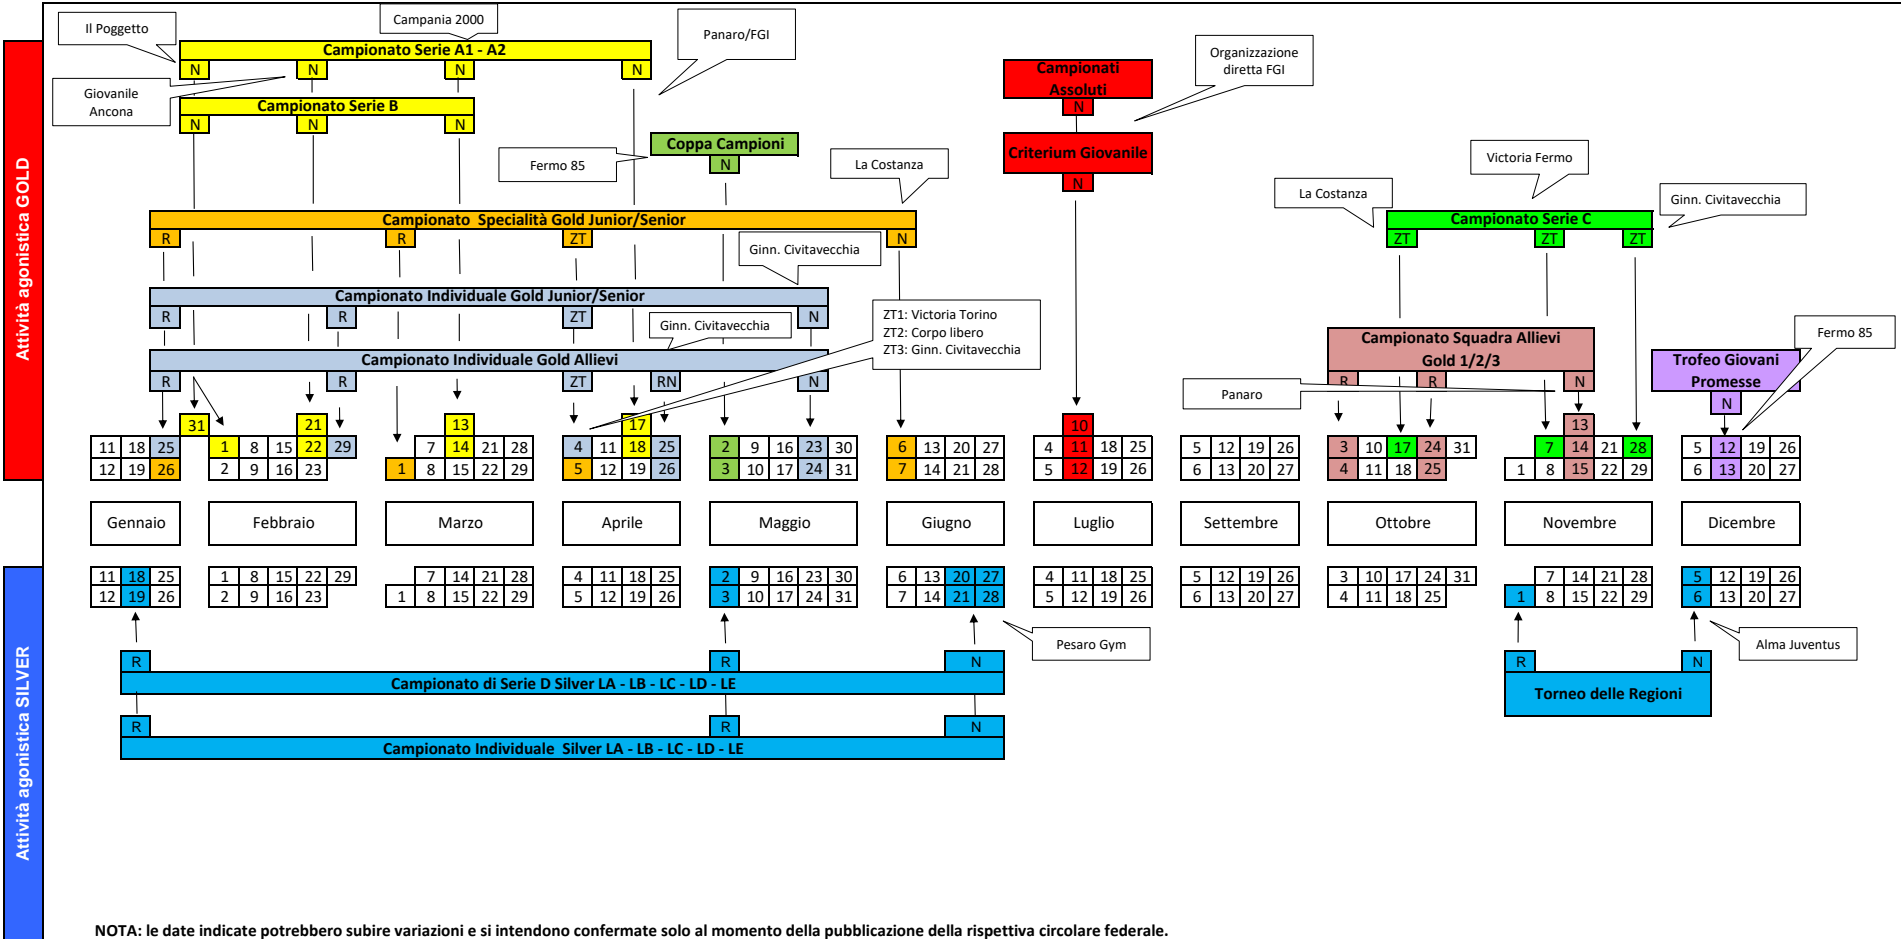 Attività agonistica GOLD
Il Poggetto
Campania 2000
Panaro/FGI
Campionato Serie A1 - A2
N N N N
Giovanile
Ancona
Campionato Serie B
N N N
Organizzazione
diretta FGI
Campionati
Assoluti
N
Coppa Campioni
N
Fermo 85
La Costanza
Criterium Giovanile
N
Victoria Fermo
La Costanza
Ginn. Civitavecchia
Campionato Specialità Gold Junior/Senior
R R ZT N
Campionato Serie C
ZT ZT ZT
Ginn. Civitavecchia
Campionato Individuale Gold Junior/Senior
R R ZT N
Ginn. Civitavecchia
ZT1: Victoria Torino
ZT2: Corpo libero
ZT3: Ginn. Civitavecchia
Campionato Individuale Gold Allievi
R R ZT RN N
Campionato Squadra Allievi
Gold 1/2/3
R R N
Panaro
Fermo 85
Trofeo Giovani
Promesse
N
31 21 13 17 10 13
11 18 25 1 8 15 22 29 7 14 21 28 4 11 18 25 2 9 16 23 30 6 13 20 27 4 11 18 25 5 12 19 26 3 10 17 24 31 7 14 21 28 5 12 19 26
12 19 26 2 9 16 23 1 8 15 22 29 5 12 19 26 3 10 17 24 31 7 14 21 28 5 12 19 26 6 13 20 27 4 11 18 25 1 8 15 22 29 6 13 20 27
Gennaio Febbraio Marzo Aprile Maggio Giugno Luglio Settembre Ottobre Novembre Dicembre
Attività agonistica SILVER
11 18 25 1 8 15 22 29 7 14 21 28 4 11 18 25 2 9 16 23 30 6 13 20 27 4 11 18 25 5 12 19 26 3 10 17 24 31 7 14 21 28 5 12 19 26
12 19 26 2 9 16 23 1 8 15 22 29 5 12 19 26 3 10 17 24 31 7 14 21 28 5 12 19 26 6 13 20 27 4 11 18 25 1 8 15 22 29 6 13 20 27
Pesaro Gym
Alma Juventus
R R N
Campionato di Serie D Silver LA - LB - LC - LD - LE
R N
Torneo delle Regioni
R R N
Campionato Individuale Silver LA - LB - LC - LD - LE
NOTA: le date indicate potrebbero subire variazioni e si intendono confermate solo al momento della pubblicazione della rispettiva circolare federale.